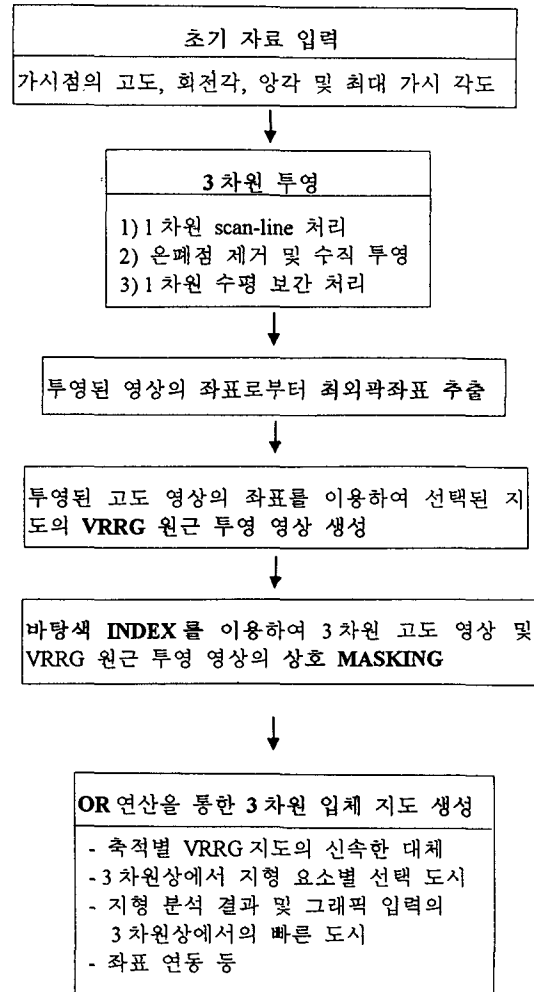 초기 자료 입력
가시점의 고도, 회전각, 앙각 및 최대 가시 각도
3 차원 투영
1) 1 차원 scan-line 처리
2) 은폐점 제거 및 수직 투영
3) 1 차원 수평 보간 처리
투영된 영상의 좌표로부터 최외곽좌표 추출
투영된 고도 영상의 좌표를 이용하여 선택된 지
도의 VRRG 원근 투영 영상 생성
바탕색 INDEX 를 이용하여 3 차원 고도 영상 및
VRRG 원근 투영 영상의 상호 MASKING
OR 연산을 통한 3 차원 입체 지도 생성
- 축적별 VRRG 지도의 신속한 대체
- 3 차원상에서 지형 요소별 선택 도시
- 지형 분석 결과 및 그래픽 입력의
3 차원상에서의 빠른 도시
- 좌표 연동 등